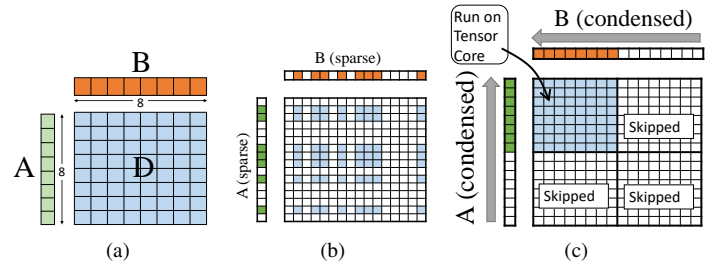 B
8
A
8
D
(a)
B (sparse)
A (sparse)
(b)
Run on
Tensor
Core
B (condensed)
A (condensed)
Skipped
Skipped
Skipped
(c)